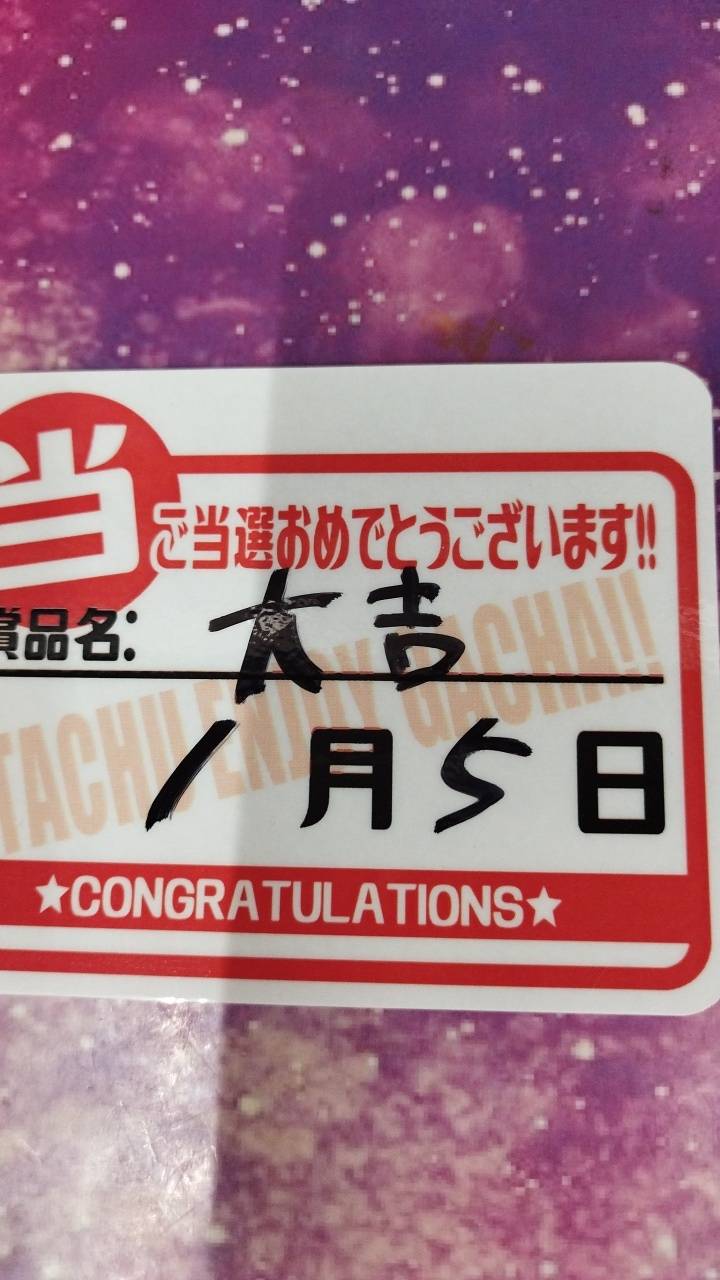 当
ご当選おめでとうございます!!
賞品名: 大吉
TACHU ENJOY GACHA!!
1月5日
★CONGRATULATIONS★